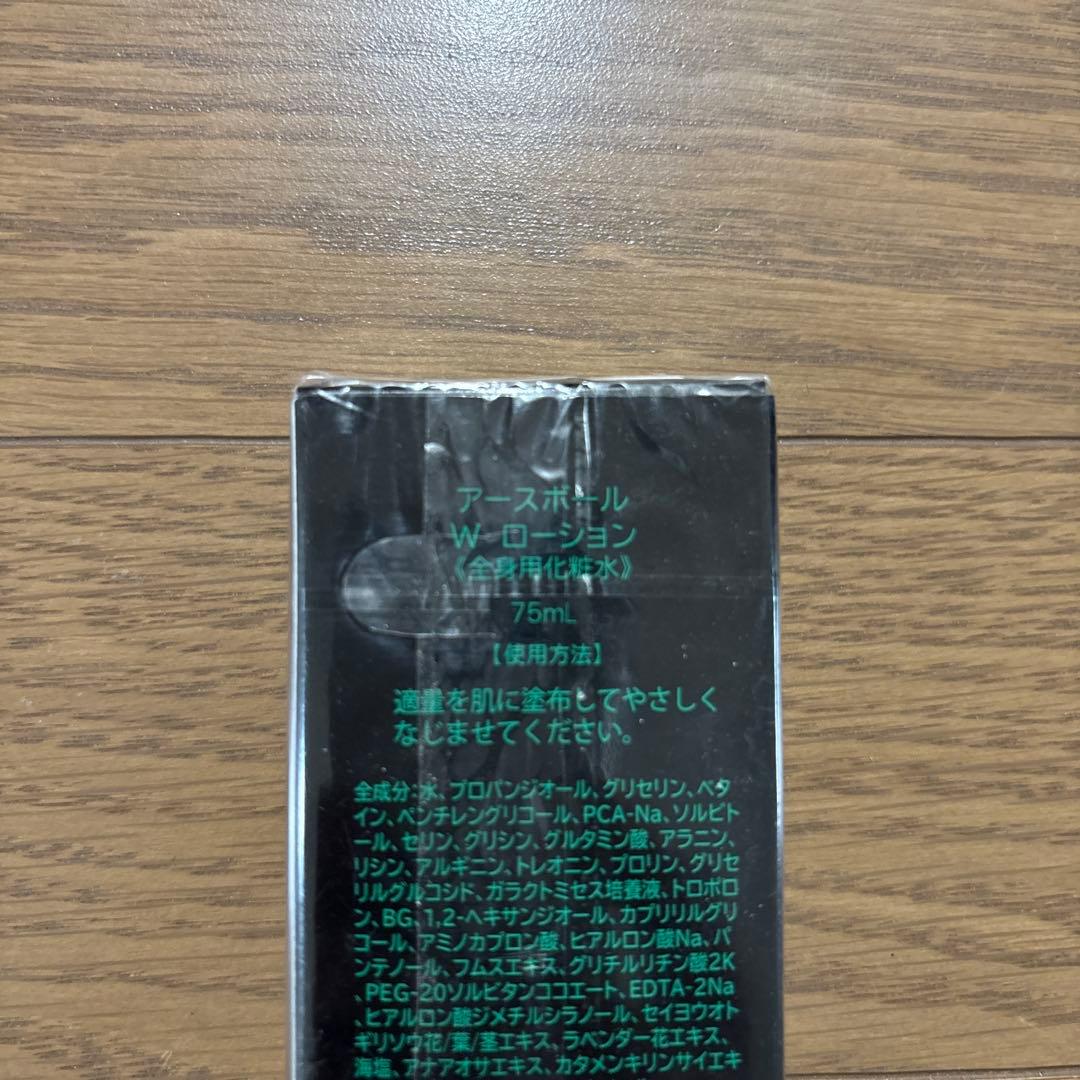 アースボール
W ローション
《全身用化粧水》
75mL
【使用方法】
適量を肌に塗布してやさしく
なじませてください。
全成分:水、プロパンジオール、グリセリン、ベタ
イン、ペンチレングリコール、PCA-Na、ソルビト
ール、セリン、グリシン、グルタミン酸、アラニン、
リシン、アルギニン、トレオニン、プロリン、グリセ
リルグルコシド、ガラクトミセス培養液、トロポロ
ン、BG、1,2-ヘキサンジオール、カプリリルグリ
コール、アミノカプロン酸、ヒアルロン酸Na、パ
ンテノール、フムスエキス、グリチルリチン酸2K
、PEG-20ソルビタンココエート、EDTA-2Na
、ヒアルロン酸ジメチルシラノール、セイヨウオト
ギリソウ花/葉/茎エキス、ラベンダー花エキス、
海塩、アナアオサエキス、カタメンキリンサイエキ